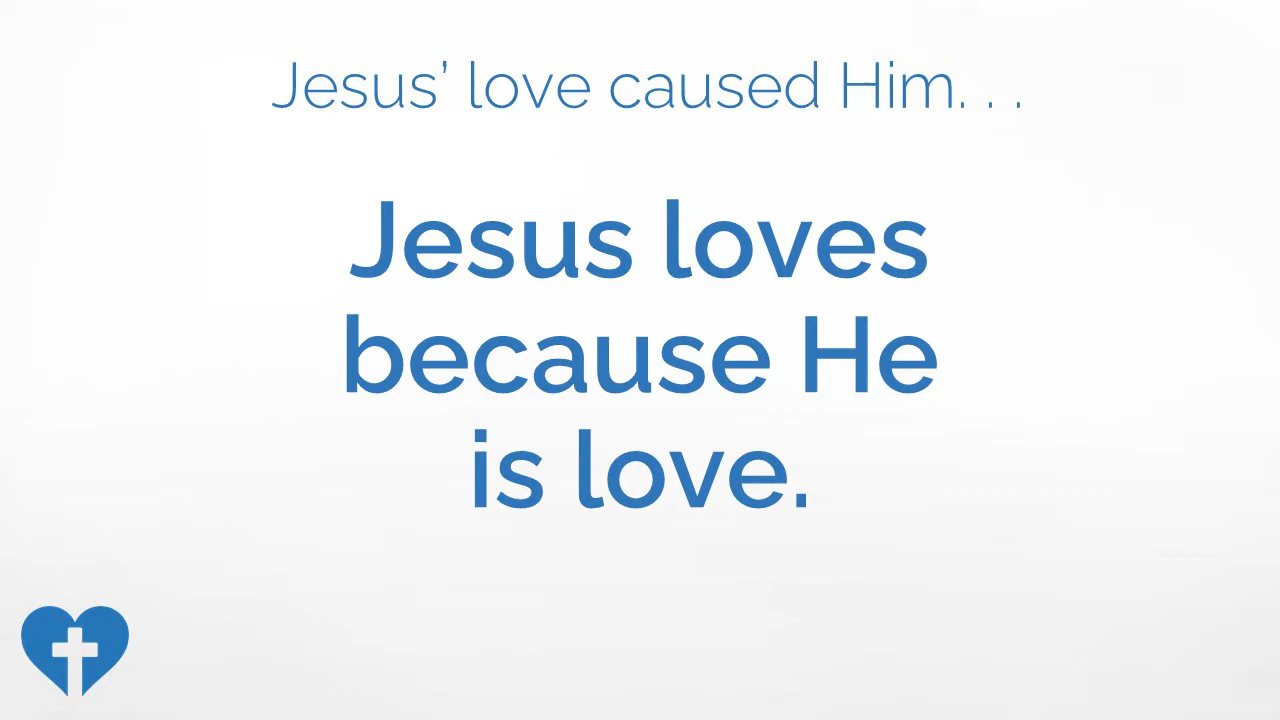 Jesus’ love caused Him. . .
Jesus loves
because He
is love.